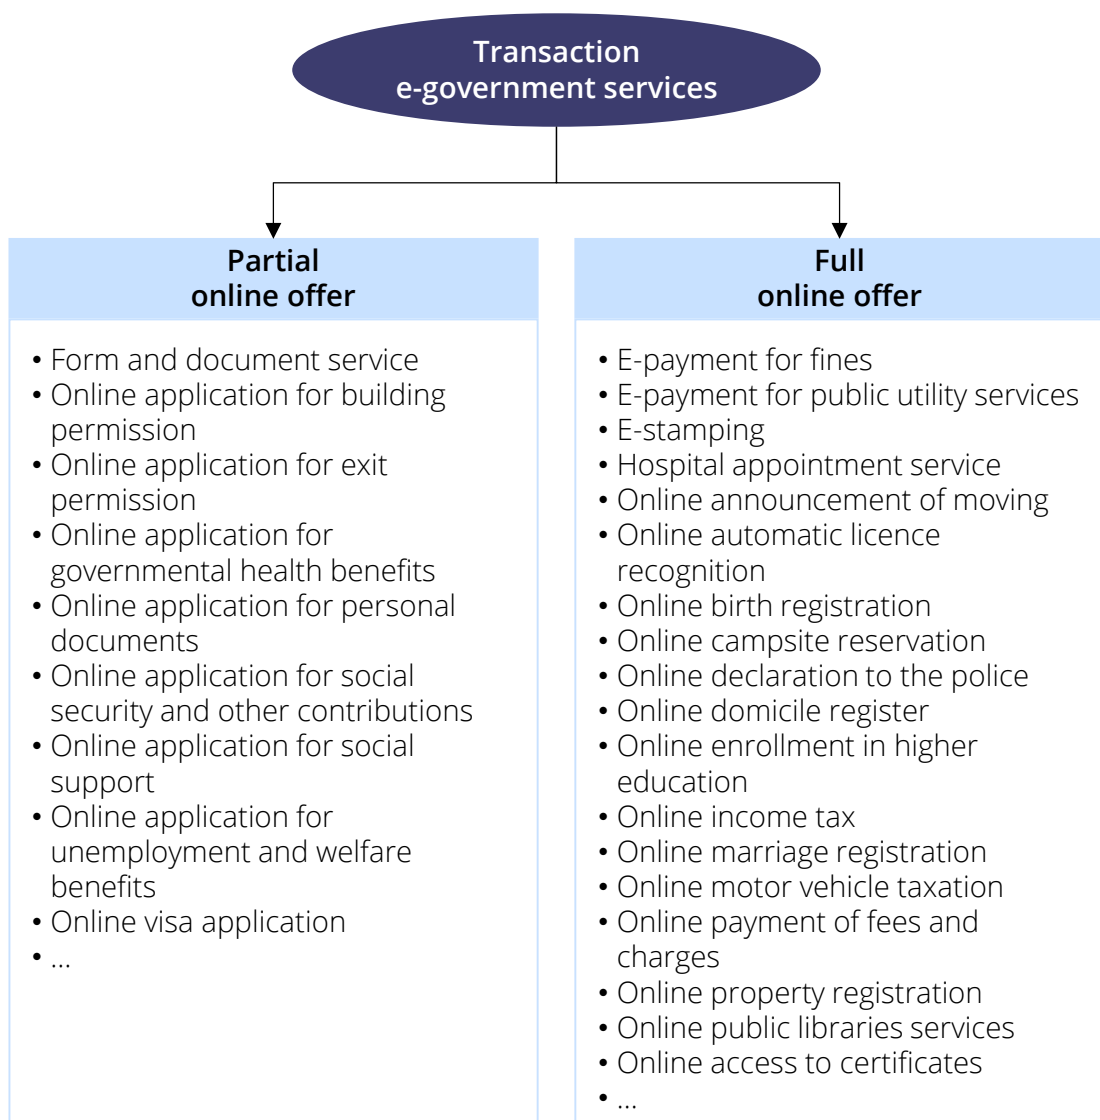 Transaction
e-government services
Partial
online offer
• Form and document service
• Online application for building
permission
• Online application for exit
permission
• Online application for
governmental health benefits
• Online application for personal
documents
• Online application for social
security and other contributions
• Online application for social
support
• Online application for
unemployment and welfare
benefits
• Online visa application
• ...
Full
online offer
• E-payment for fines
• E-payment for public utility services
• E-stamping
• Hospital appointment service
• Online announcement of moving
• Online automatic licence
recognition
• Online birth registration
• Online campsite reservation
• Online declaration to the police
• Online domicile register
• Online enrollment in higher
education
• Online income tax
• Online marriage registration
• Online motor vehicle taxation
• Online payment of fees and
charges
• Online property registration
• Online public libraries services
• Online access to certificates
• ...